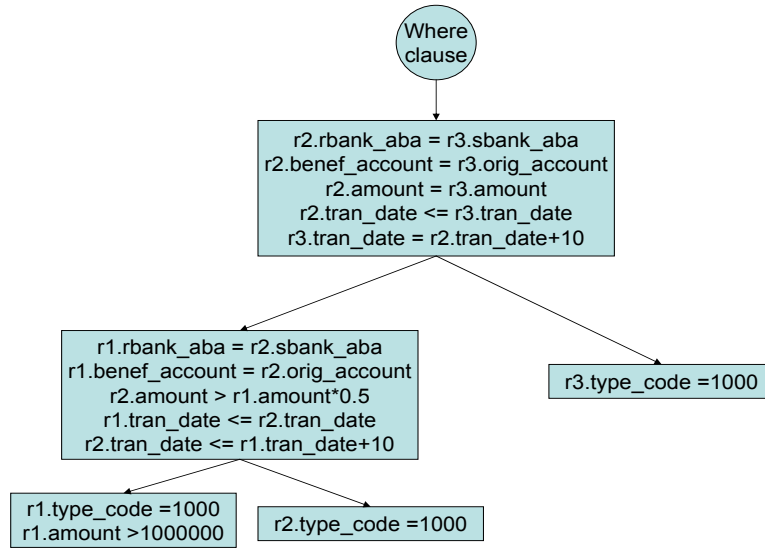 Where
clause
r2.rbank_aba = r3.sbank_aba
r2.benef_account = r3.orig_account
r2.amount = r3.amount
r2.tran_date <= r3.tran_date
r3.tran_date = r2.tran_date+10
r1.rbank_aba = r2.sbank_aba
r1.benef_account = r2.orig_account
r2.amount > r1.amount*0.5
r1.tran_date <= r2.tran_date
r2.tran_date <= r1.tran_date+10
r3.type_code =1000
r1.type_code =1000
r1.amount >1000000
r2.type_code =1000